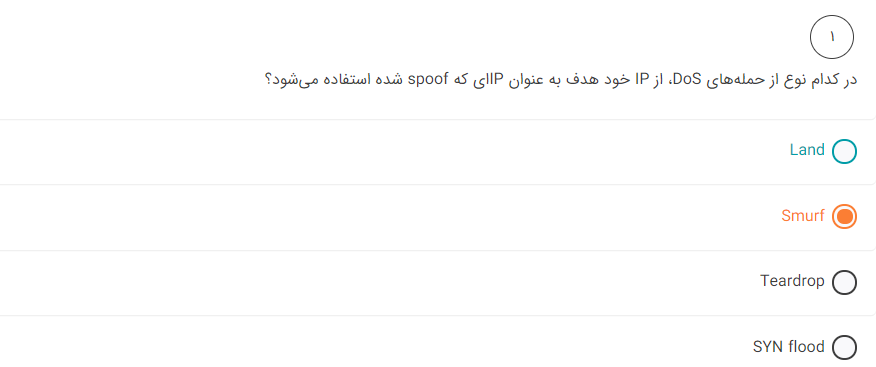 ۱
در کدام نوع از حمله‌های DoS، از IP خود هدف به عنوان IPای که spoof شده استفاده می‌شود؟
Land
Smurf
Teardrop
SYN flood